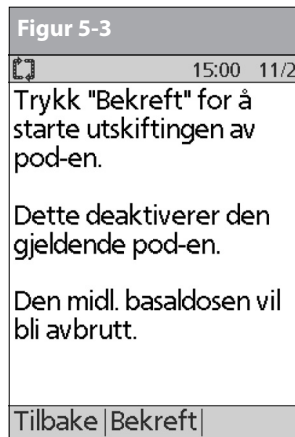 Figur 5-3
15:00 11/2
Trykk "Bekreft" for å
starte utskiftingen av
pod-en.
Dette deaktiverer den
gjeldende pod-en.
Den midl. basaldosen vil
bli avbrutt.
Tilbake|Bekreft|